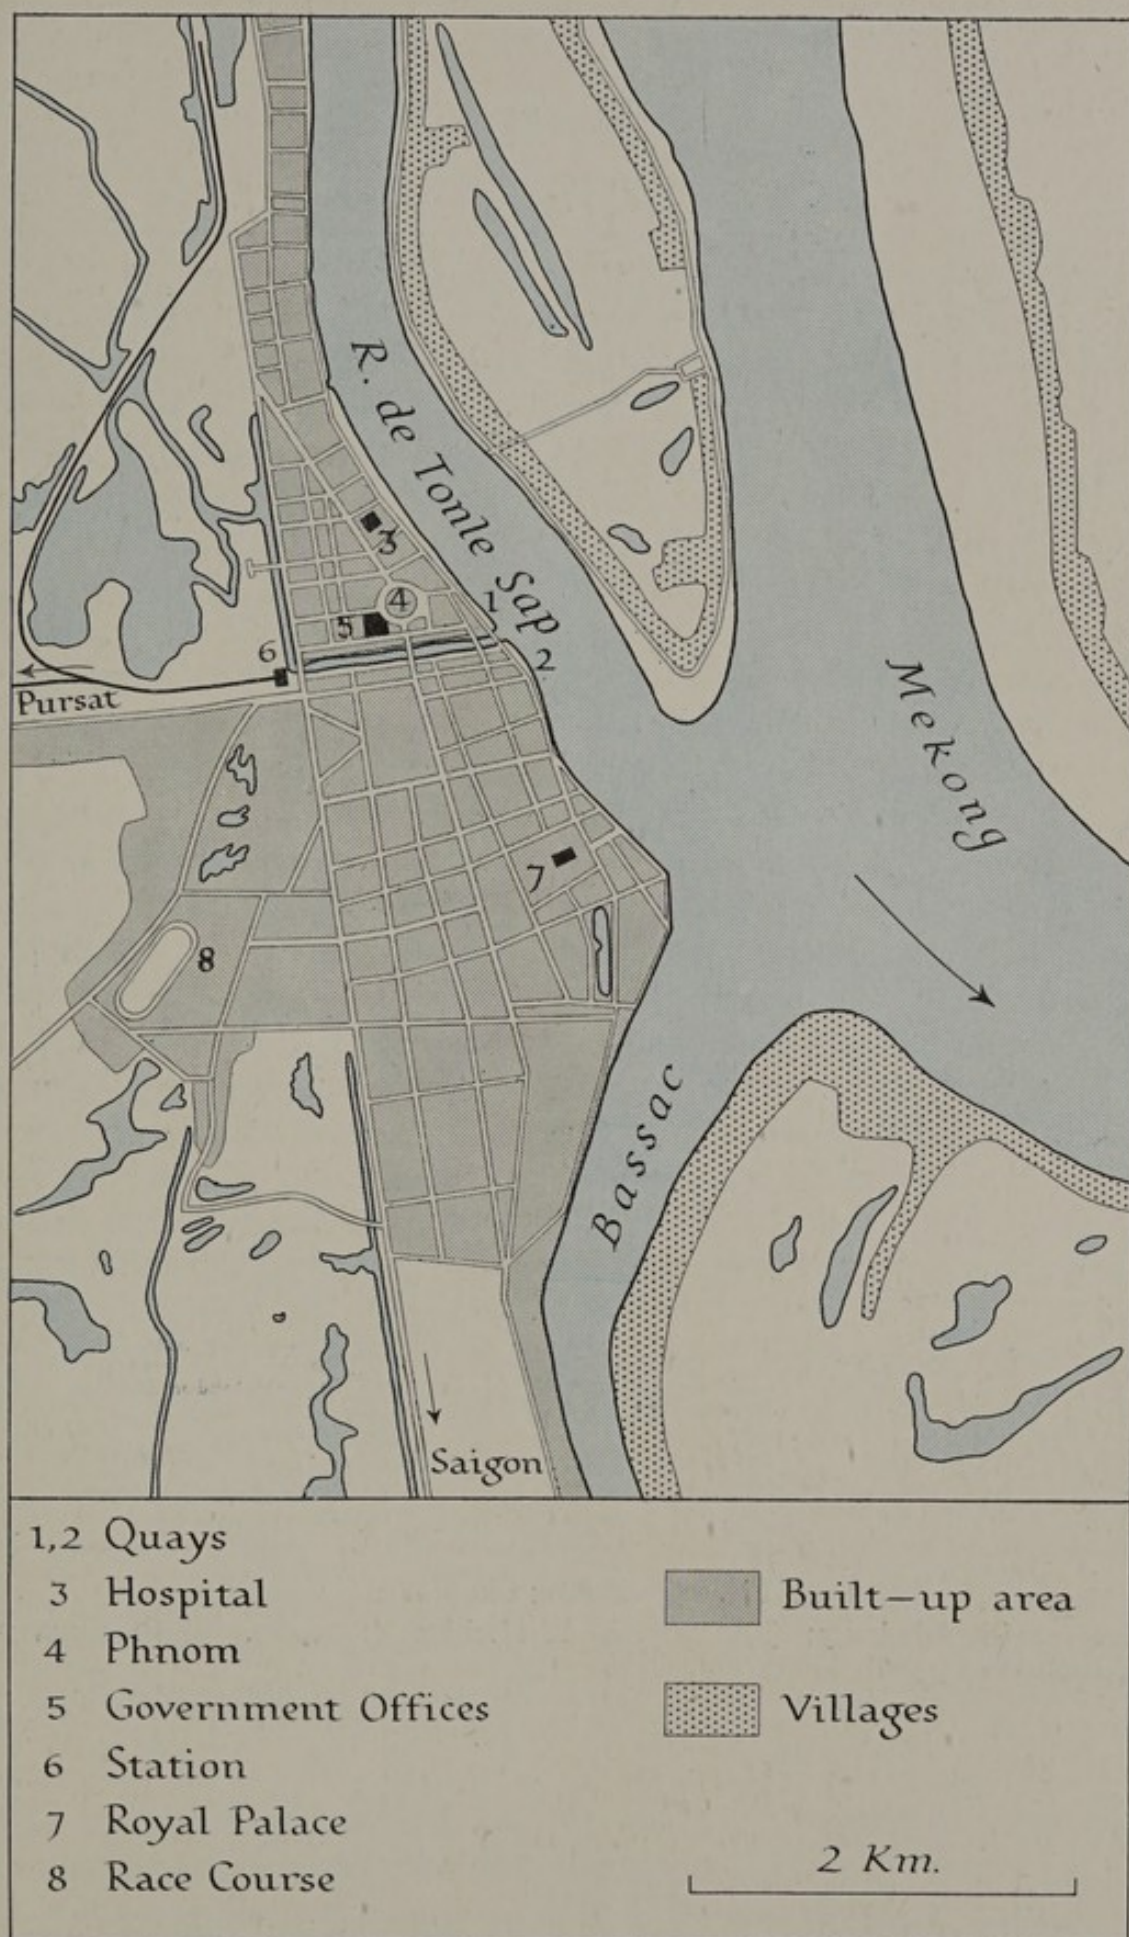 R. de Tonle Sap
3
4
1
5
6
2
Pursat
Mekong
7
8
Bassac
Saigon
1,2 Quays
3 Hospital
4 Phnom
5 Government Offices
6 Station
7 Royal Palace
8 Race Course
Built-up area
Villages
2 Km.